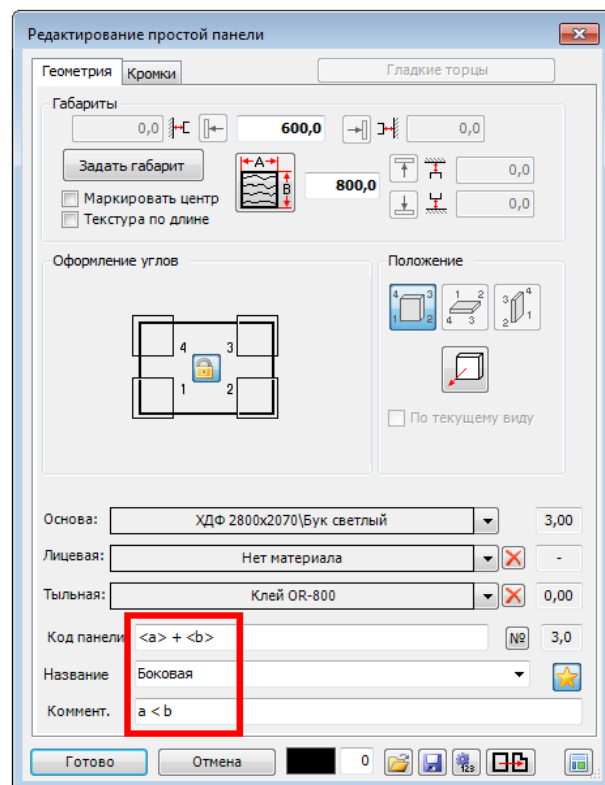 Редактирование простой панели
Геометрия Кромки Гладкие торцы
Габариты
0,0 600,0 0,0
Задать габарит A B 800,0 0,0
Маркировать центр 0,0
Текстура по длине
Оформление углов Положение
4 3 1 2
4 3 1 2
1 2 4 3
3 4 2 1
По текущему виду
Основа: ХДФ 2800x2070\Бук светлый 3,00
Лицевая: Нет материала -
Тыльная: Клей OR-800 0,00
Код панели <a> + <b> № 3,0
Название Боковая
Коммент. a < b
Готово Отмена 0 123